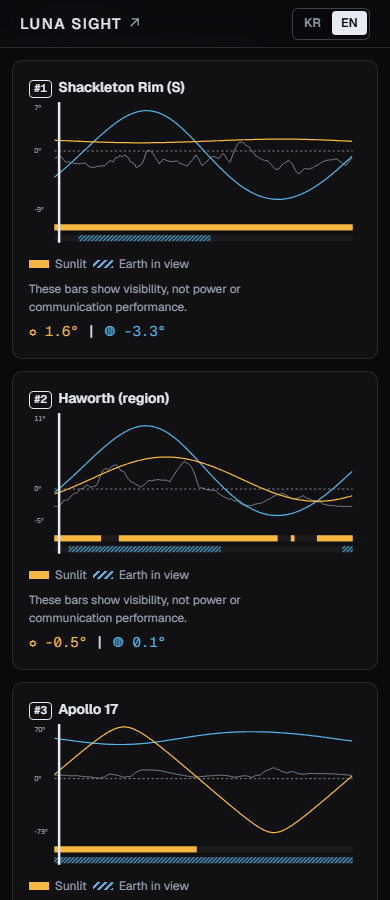 LUNA SIGHT ↗
KR EN
#1 Shackleton Rim (S)
7°
0°
-9°
Sunlit Earth in view
These bars show visibility, not power or
communication performance.
1.6° | -3.3°
#2 Haworth (region)
11°
0°
-5°
Sunlit Earth in view
These bars show visibility, not power or
communication performance.
-0.5° | 0.1°
#3 Apollo 17
70°
0°
-73°
Sunlit Earth in view